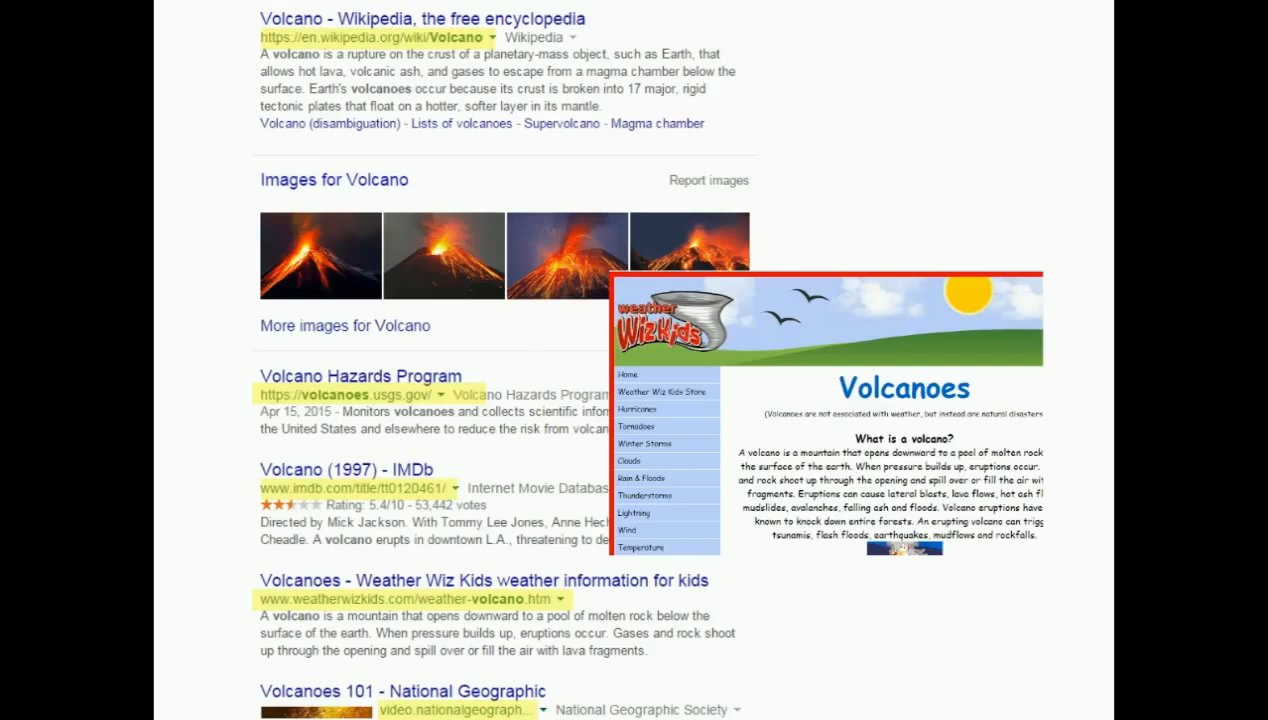 Volcano - Wikipedia, the free encyclopedia
https://en.wikipedia.org/wiki/Volcano Wikipedia
A volcano is a rupture on the crust of a planetary-mass object, such as Earth, that
allows hot lava, volcanic ash, and gases to escape from a magma chamber below the
surface. Earth's volcanoes occur because its crust is broken into 17 major, rigid
tectonic plates that float on a hotter, softer layer in its mantle.
Volcano (disambiguation) - Lists of volcanoes - Supervolcano - Magma chamber
Images for Volcano
Report images
More images for Volcano
Volcano Hazards Program
https://volcanoes.usgs.gov/ Volcano Hazards Program
Apr 15, 2015 - Monitors volcanoes and collects scientific
the United States and elsewhere to reduce the risk from
Volcano (1997) - IMDb
www.imdb.com/title/tt0120461/ Internet Movie
Rating: 5.4/10 - 53,442 votes
Directed by Mick Jackson. With Tommy Lee Jones, Anne
Cheadle. A volcano erupts in downtown L.A., threatening to
weather
WizKids
Home
Weather Wiz Kids Store
Hurricanes
Tornadoes
Winter Storms
Clouds
Rain & Floods
Thunderstorms
Lightning
Wind
Temperature
Volcanoes
(Volcanoes are not associated with weather, but instead are natural disasters
What is a volcano?
A volcano is a mountain that opens downward to a pool of molten rock
the surface of the earth. When pressure builds up, eruptions occur.
and rock shoot up through the opening and spill over or fill the air
fragments. Eruptions can cause lateral blasts, lava flows, hot ash
mudslides, avalanches, falling ash and floods. Volcano eruptions have
known to knock down entire forests. An erupting volcano can
tsunamis, flash floods, earthquakes, mudflows and rockfalls.
Volcanoes - Weather Wiz Kids weather information for kids
www.weatherwizkids.com/weather-volcano.htm
A volcano is a mountain that opens downward to a pool of molten rock below the
surface of the earth. When pressure builds up, eruptions occur. Gases and rock shoot
up through the opening and spill over or fill the air with lava fragments.
Volcanoes 101 - National Geographic
video.nationalgeograph... National Geographic Society